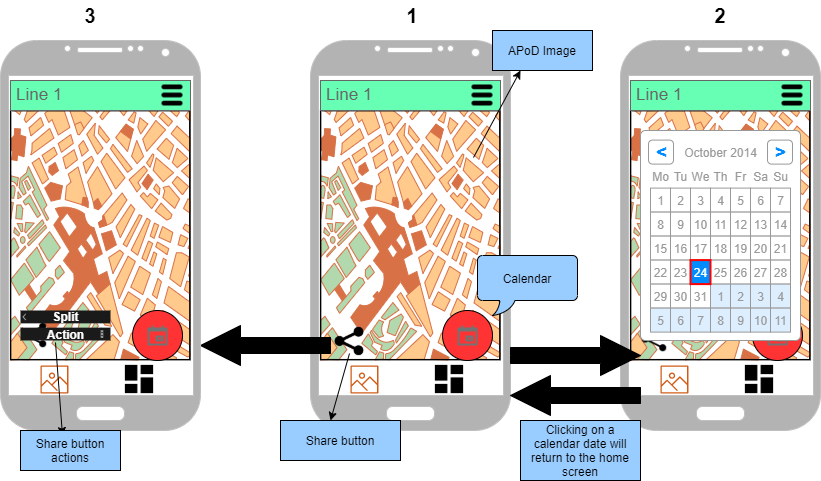 3
1
2
APoD Image
Line 1
Line 1
Line 1
< October 2014 >
Mo Tu We Th Fr Sa Su
1 2 3 4 5 6 7
8 9 10 11 12 13 14
15 16 17 18 19 20 21
22 23 24 25 26 27 28
29 30 31 1 2 3 4
5 6 7 8 9 10 11
Calendar
Split
Action
Share button
actions
Share button
Clicking on a
calendar date will
return to the home
screen